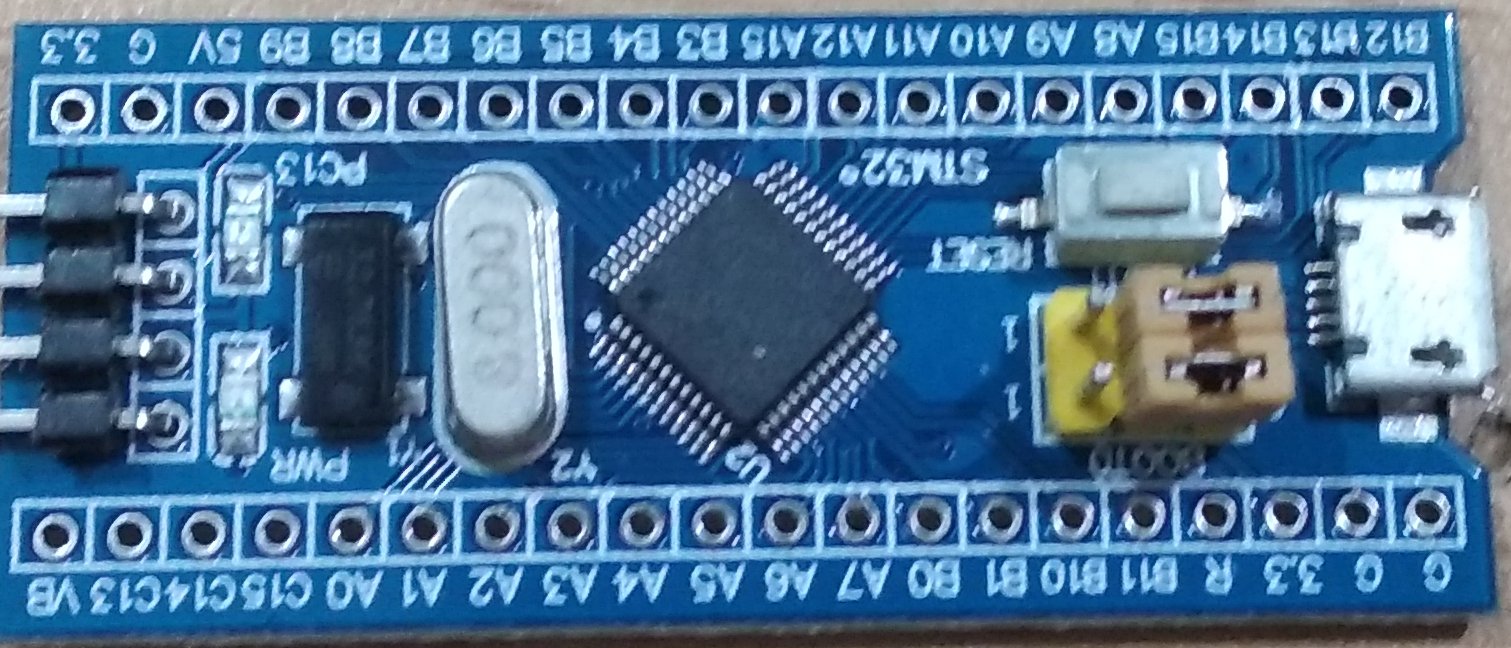 G G 3.3 R B11 B10 B1 B0 A7 A6 A5 A4 A3 A2 A1 A0 C15 C14 C13 VB
U2 Y2 Y1 PWR
1
1
8.000
RESET
STM32*
PC13
B12 B13 B14 B15 A8 A9 A10 A11 A12 A15 B3 B4 B5 B6 B7 B8 B9 5V G 3.3